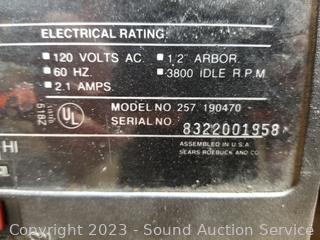 ELECTRICAL RATING:
■ 120 VOLTS AC. ■ 1/2" ARBOR.
■ 60 HZ. ■ 3800 IDLE R.P.M
■ 2.1 AMPS.
UL
MODEL NO. 257 190470
SERIAL NO. 8322001958
HI
ASSEMBLED IN U.S.A.
SEARS ROEBUCK AND CO
Copyright © 2023 - Sound Auction Service